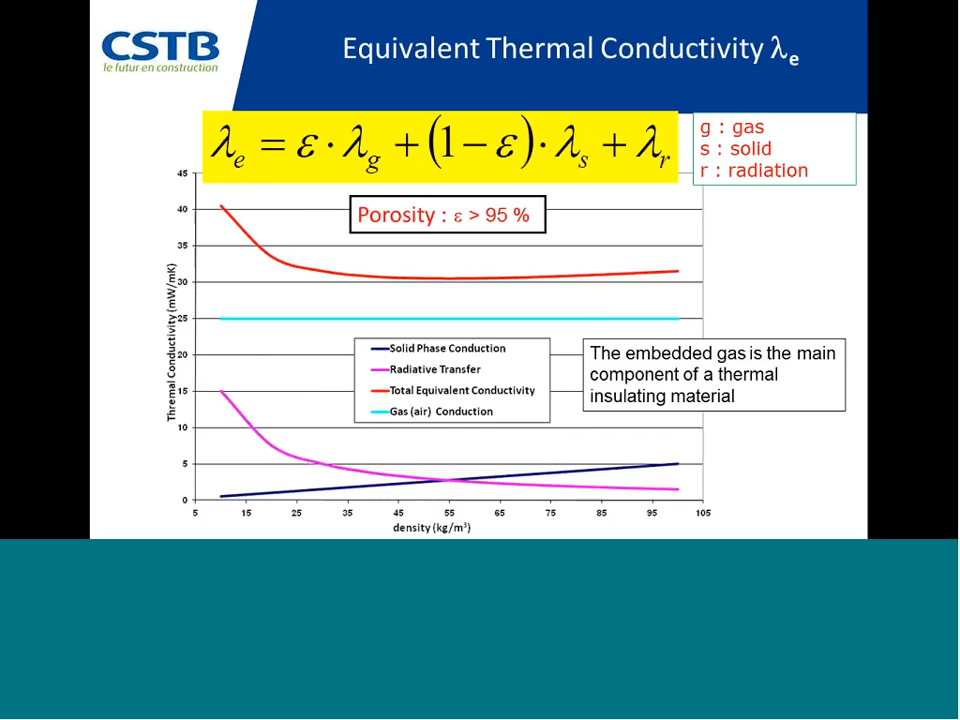 CSTB
le futur en construction
Equivalent Thermal Conductivity λe
λe = ε · λg + (1 − ε) · λs + λr
g : gas
s : solid
r : radiation
Porosity : ε > 95 %
Thremal Conductivity (mW/mK)
45
40
35
30
25
20
15
10
5
0
Solid Phase Conduction
Radiative Transfer
Total Equivalent Conductivity
Gas (air) Conduction
The embedded gas is the main
component of a thermal
insulating material
5 15 25 35 45 55 65 75 85 95 105
density (kg/m³)